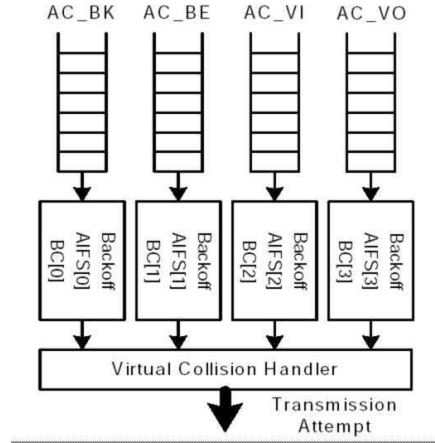 AC_BK AC_BE AC_VI AC_VO
Backoff
AIFS[0]
BC[0]
Backoff
AIFS[1]
BC[1]
Backoff
AIFS[2]
BC[2]
Backoff
AIFS[3]
BC[3]
Virtual Collision Handler
Transmission
Attempt